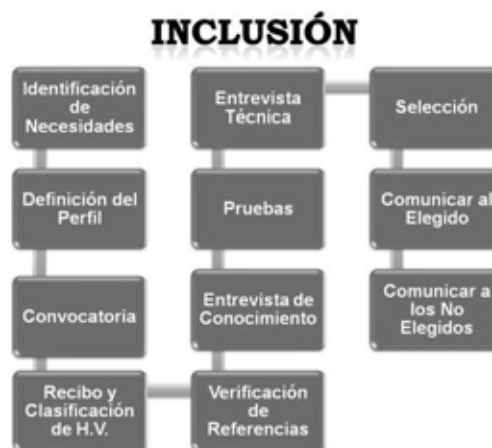 INCLUSIÓN
Identificación
de
Necesidades
Definición del
Perfil
Convocatoria
Recibo y
Clasificación
de H.V.
Verificación
de
Referencias
Entrevista de
Conocimiento
Pruebas
Entrevista
Técnica
Selección
Comunicar al
Elegido
Comunicar a
los No
Elegidos